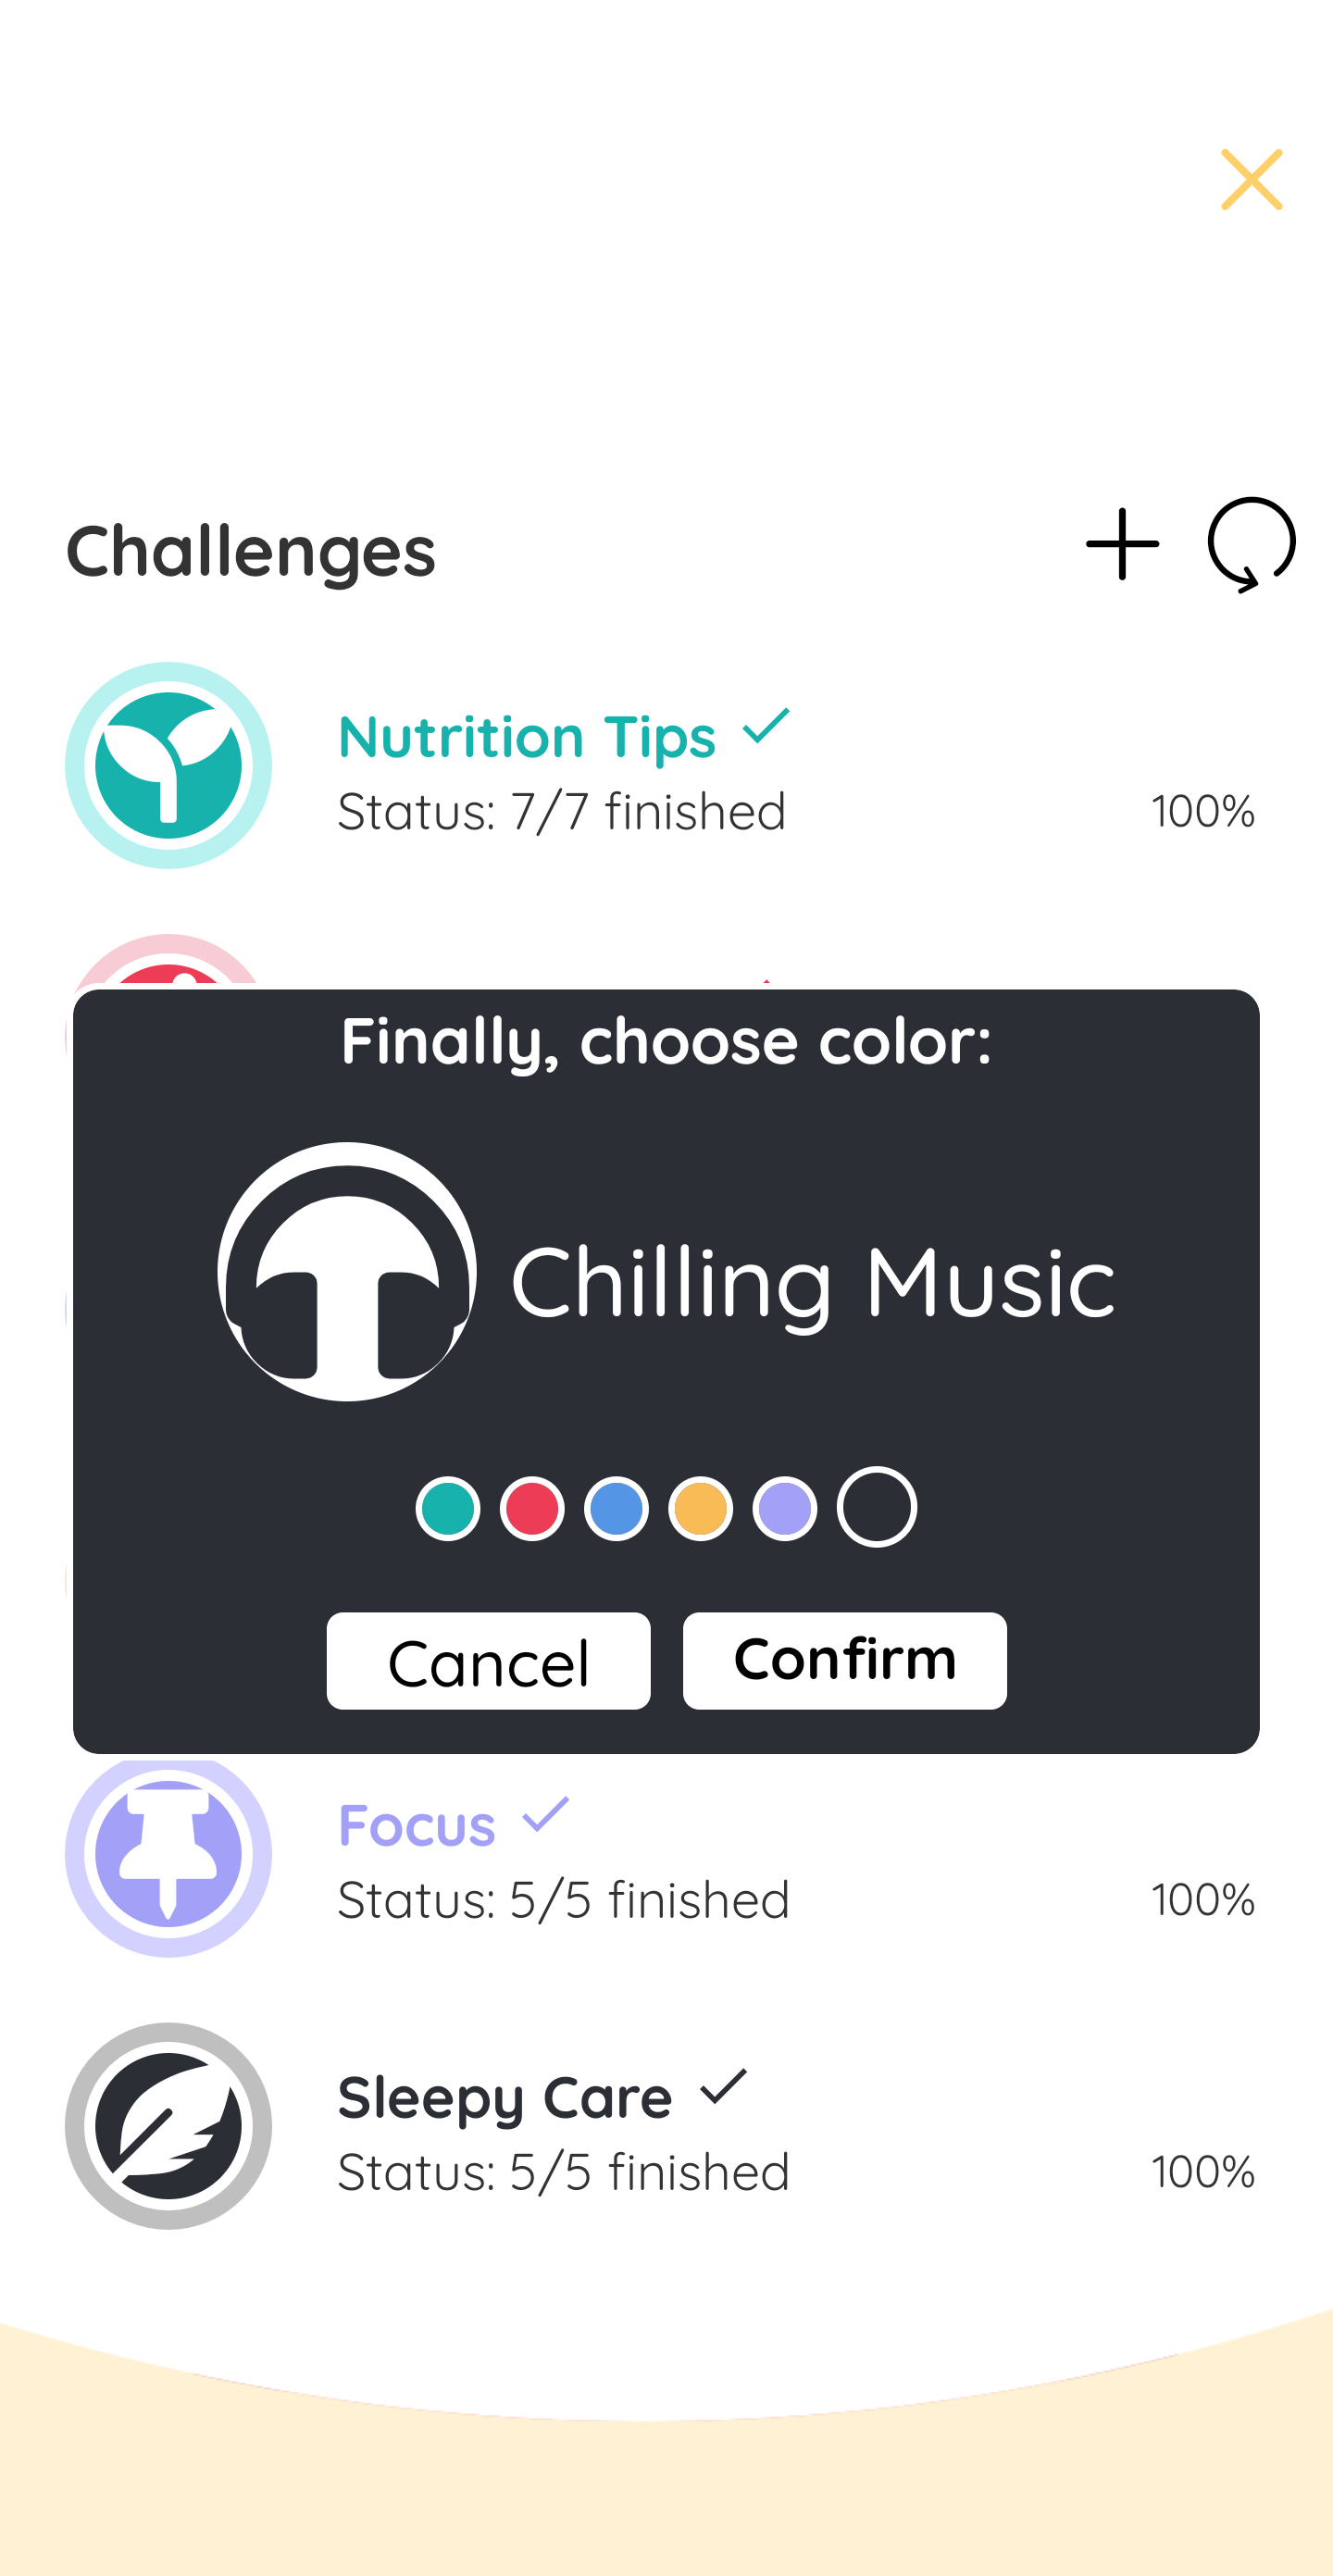 Challenges
Nutrition Tips
Status: 7/7 finished
100%
Finally, choose color:
Chilling Music
Cancel
Confirm
Focus
Status: 5/5 finished
100%
Sleepy Care
Status: 5/5 finished
100%